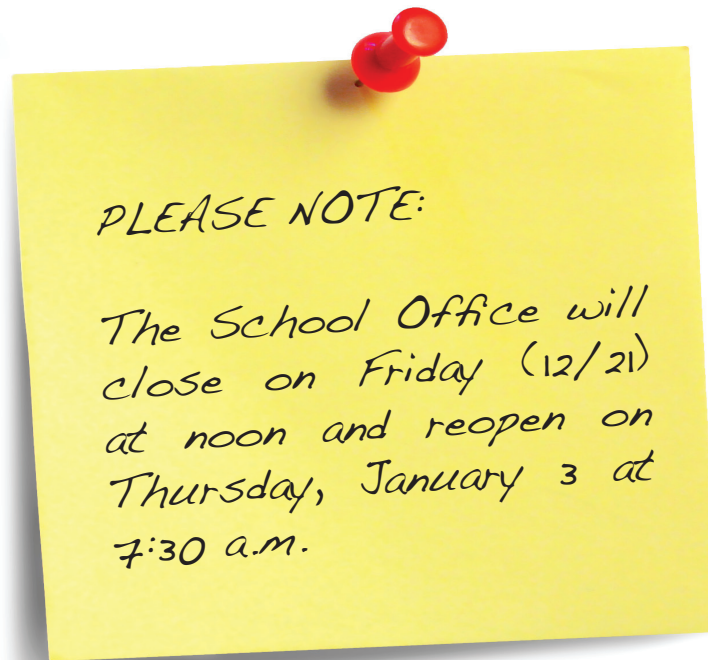 PLEASE NOTE:
The School Office will
close on Friday (12/21)
at noon and reopen on
Thursday, January 3 at
7:30 a.m.